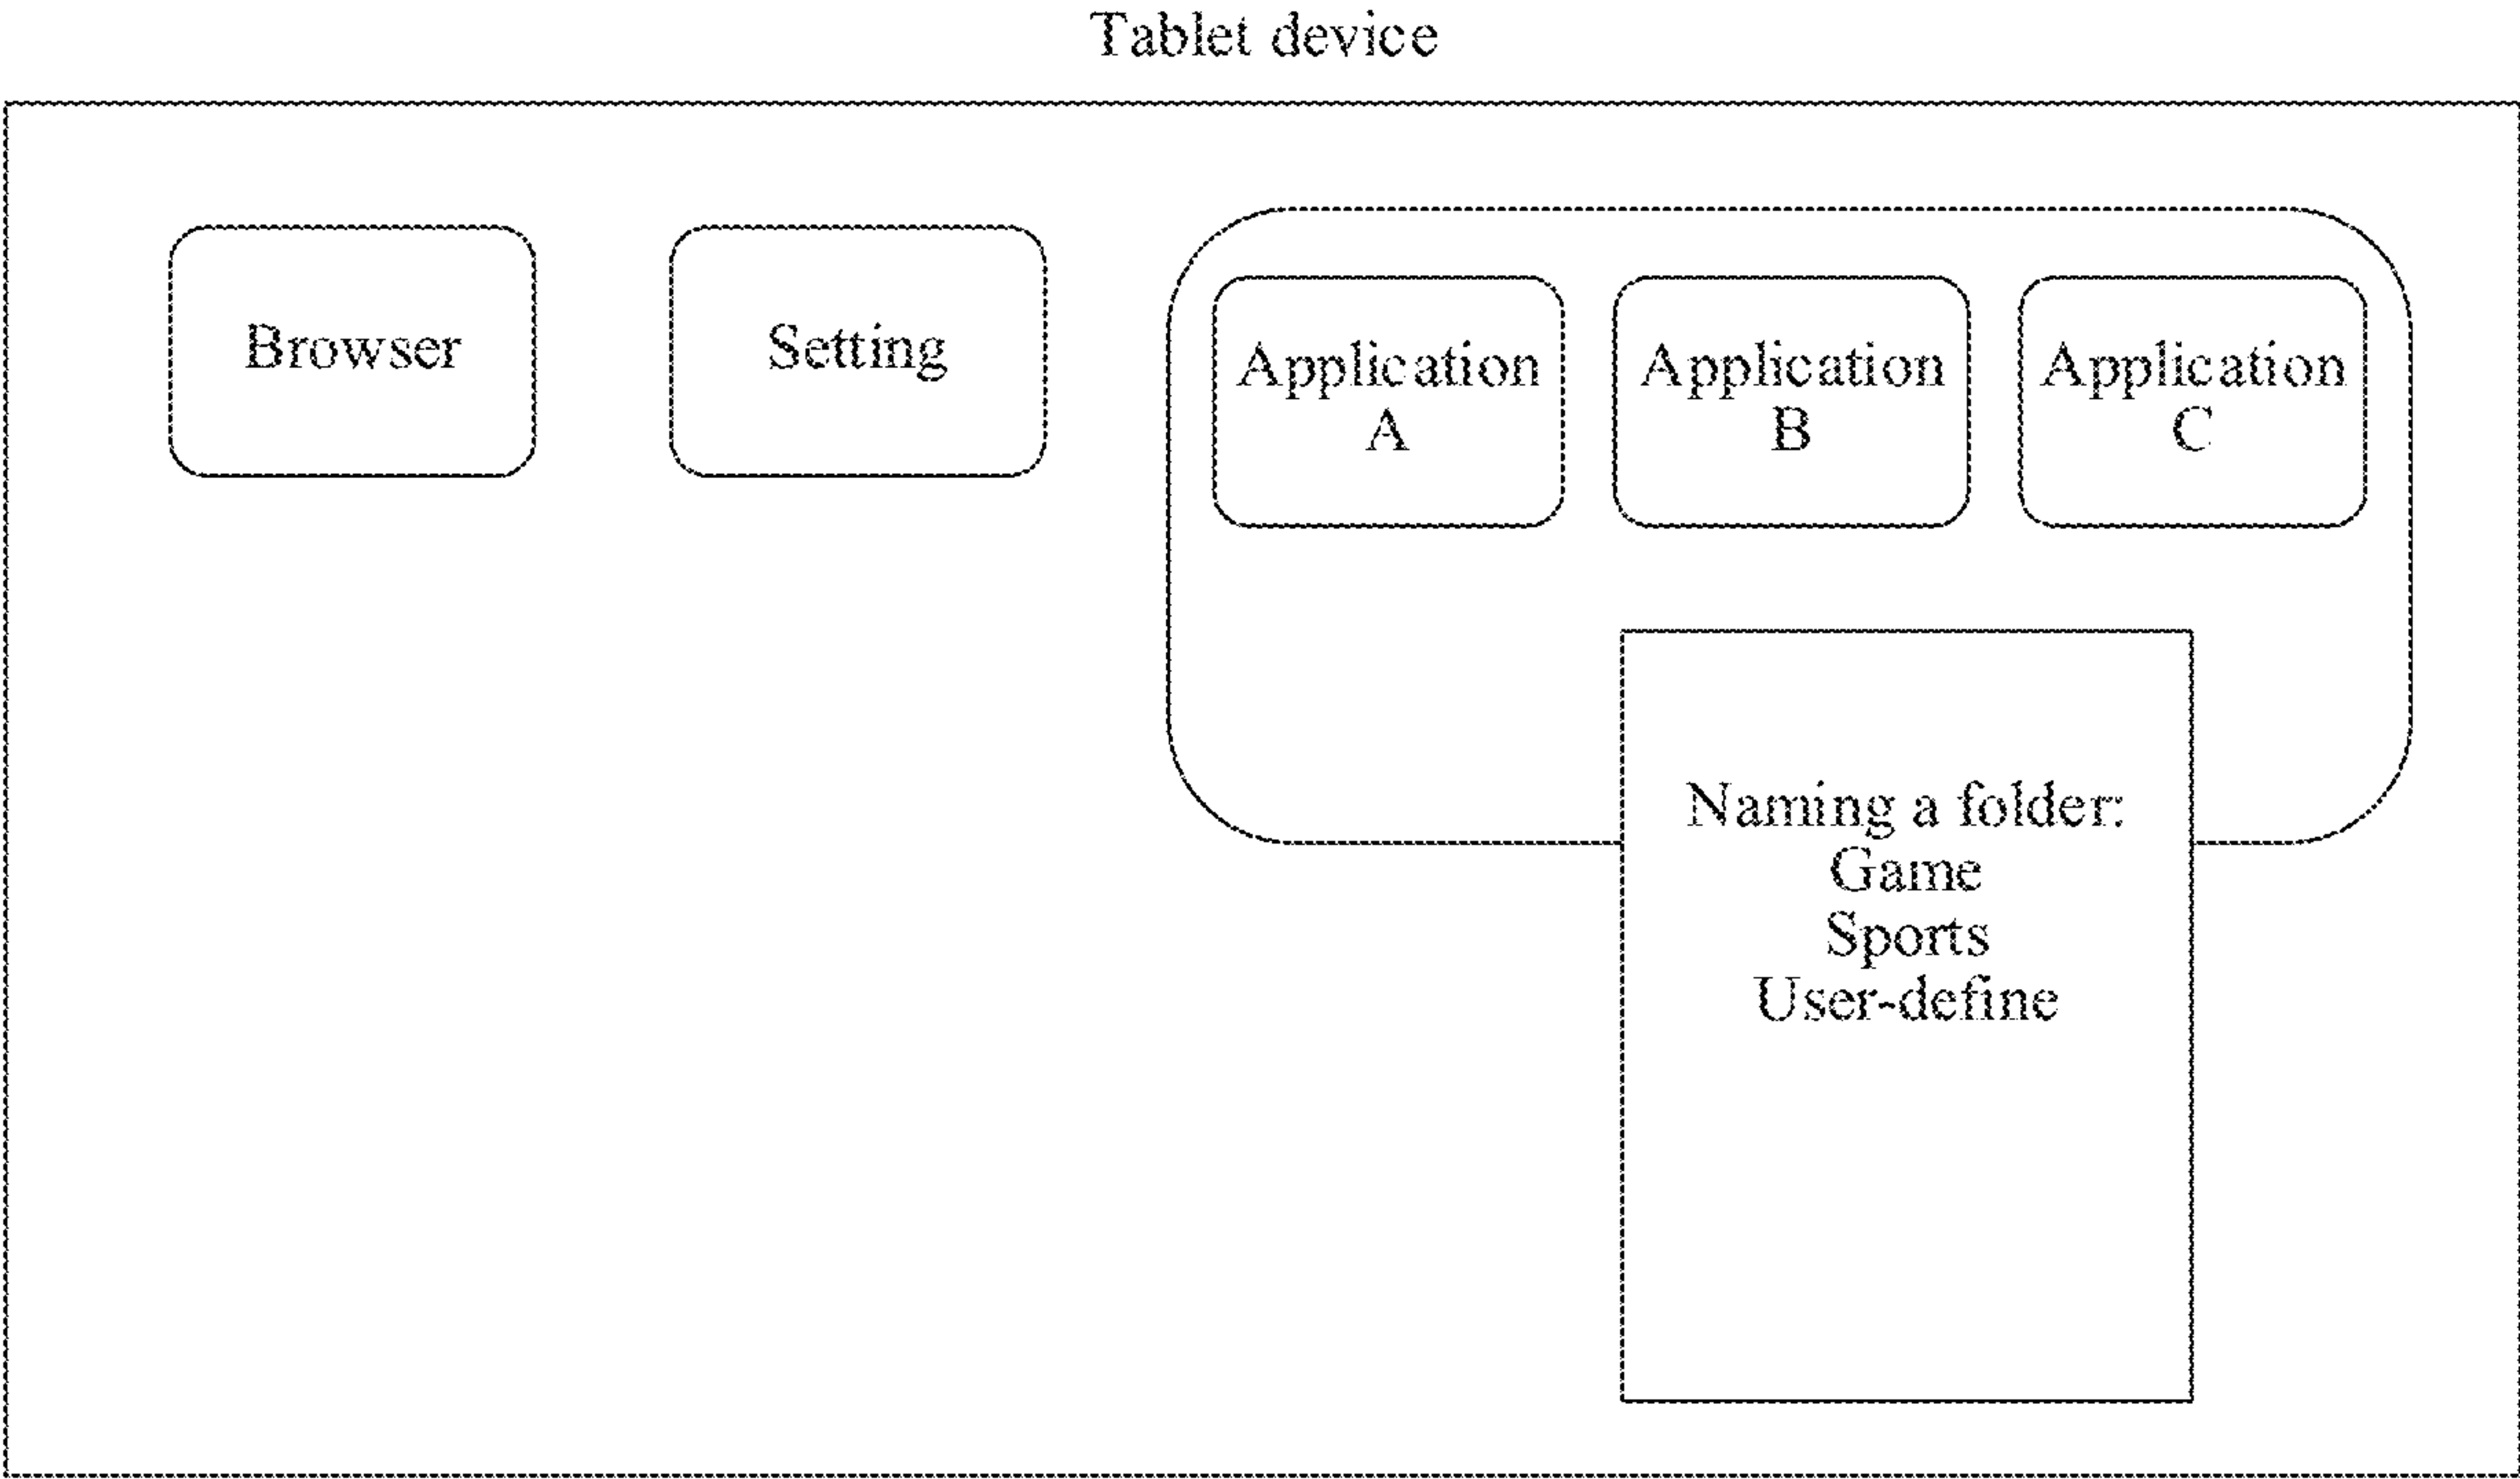 Tablet device
Browser
Setting
Application
A
Application
B
Application
C
Naming a folder:
Game
Sports
User-define